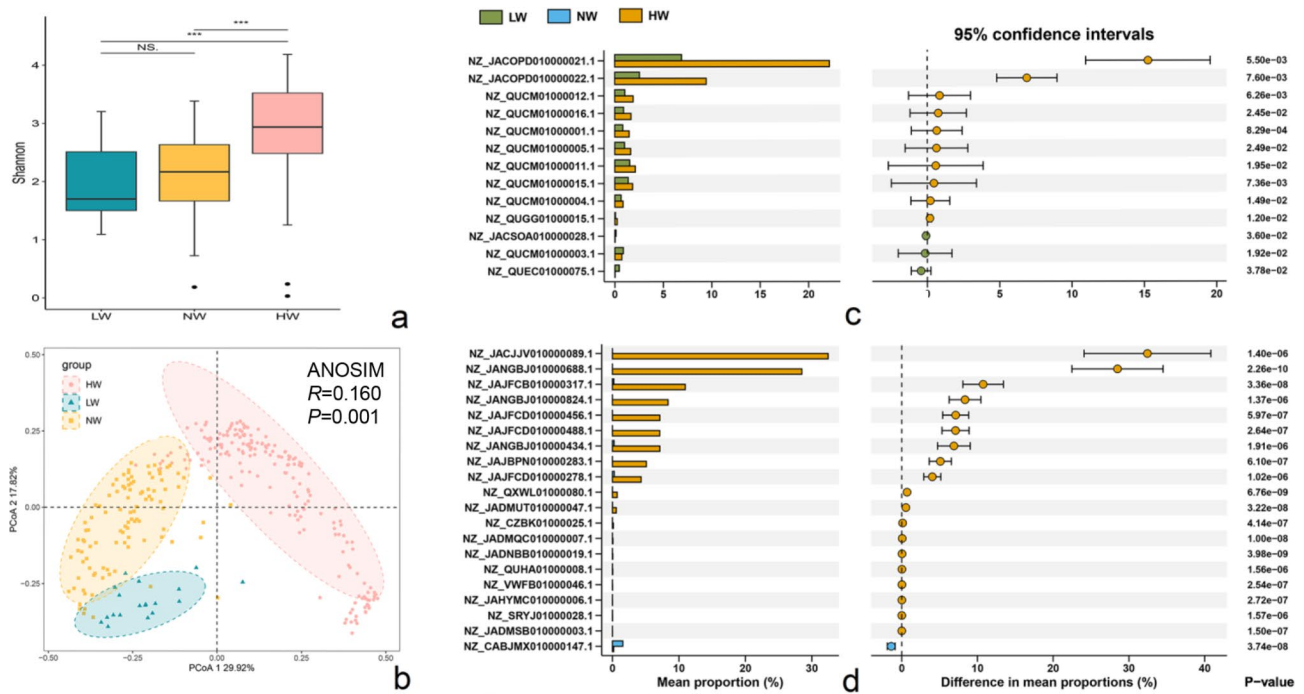 LW NW HW
95% confidence intervals
***
***
NS.
Shannon
4
3
2
1
0
LW NW HW
a
NZ_JACOPD010000021.1 5.50e-03
NZ_JACOPD010000022.1 7.60e-03
NZ_QUCM01000012.1 6.26e-03
NZ_QUCM01000016.1 2.45e-02
NZ_QUCM01000001.1 8.29e-04
NZ_QUCM01000005.1 2.49e-02
NZ_QUCM01000011.1 1.95e-02
NZ_QUCM01000015.1 7.36e-03
NZ_QUCM01000004.1 1.49e-02
NZ_QUGG01000015.1 1.20e-02
NZ_JACSOA010000028.1 3.60e-02
NZ_QUCM01000003.1 1.92e-02
NZ_QUEC01000075.1 3.78e-02
0 5 10 15 20
5 10 15 20
c
group
HW
LW
NW
ANOSIM
R=0.160
P=0.001
PCoA 2 17.82%
0.50
0.25
0.00
-0.25
-0.50 -0.25 0.00 0.25 0.50
PCoA 1 29.92%
b
NZ_JACJJV010000089.1 1.40e-06
NZ_JANGBJ010000688.1 2.26e-10
NZ_JAJFCB010000317.1 3.36e-08
NZ_JANGBJ010000824.1 1.37e-06
NZ_JAJFCD010000456.1 5.97e-07
NZ_JAJFCD010000488.1 2.64e-07
NZ_JANGBJ010000434.1 1.91e-06
NZ_JAJBPN010000283.1 6.10e-07
NZ_JAJFCD010000278.1 1.02e-06
NZ_QXWL01000080.1 6.76e-09
NZ_JADMUT010000047.1 3.22e-08
NZ_CZBK01000025.1 4.14e-07
NZ_JADMQC010000007.1 1.00e-08
NZ_JADNBB010000019.1 3.98e-09
NZ_QUHA01000008.1 1.56e-06
NZ_VWFB01000046.1 2.54e-07
NZ_JAHYMC010000006.1 2.72e-07
NZ_SRYJ01000028.1 1.57e-06
NZ_JADMSB010000003.1 1.50e-07
NZ_CABJMX010000147.1 3.74e-08
0 10 20 30
0 10 20 30 40
Mean proportion (%)
d
Difference in mean proportions (%)
P-value